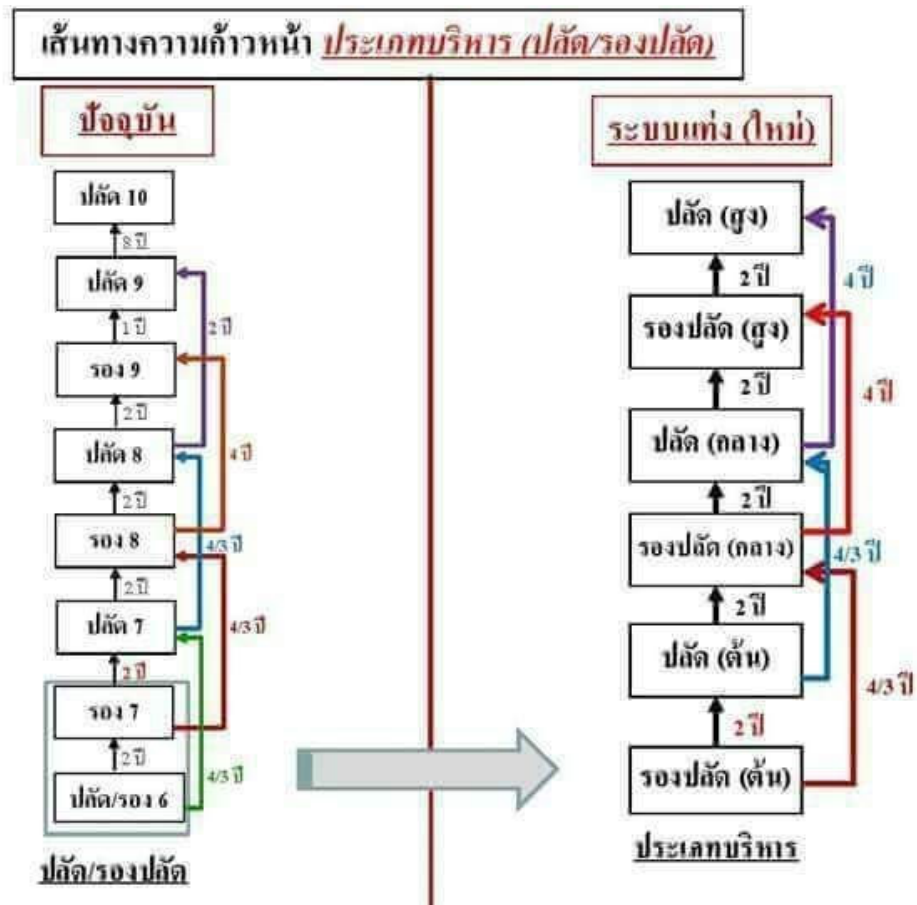 เส้นทางความก้าวหน้า ประเภทบริหาร (ปลัด/รองปลัด)
ปัจจุบัน
ปลัด 10
8 ปี
ปลัด 9
1 ปี
2 ปี
รอง 9
2 ปี
ปลัด 8
4 ปี
2 ปี
รอง 8
4/3 ปี
2 ปี
ปลัด 7
4/3 ปี
2 ปี
รอง 7
2 ปี
4/3 ปี
ปลัด/รอง 6
ปลัด/รองปลัด
ระบบแท่ง (ใหม่)
ปลัด (สูง)
2 ปี
4 ปี
รองปลัด (สูง)
2 ปี
4 ปี
ปลัด (กลาง)
2 ปี
รองปลัด (กลาง)
4/3 ปี
2 ปี
ปลัด (ต้น)
4/3 ปี
2 ปี
รองปลัด (ต้น)
ประเภทบริหาร